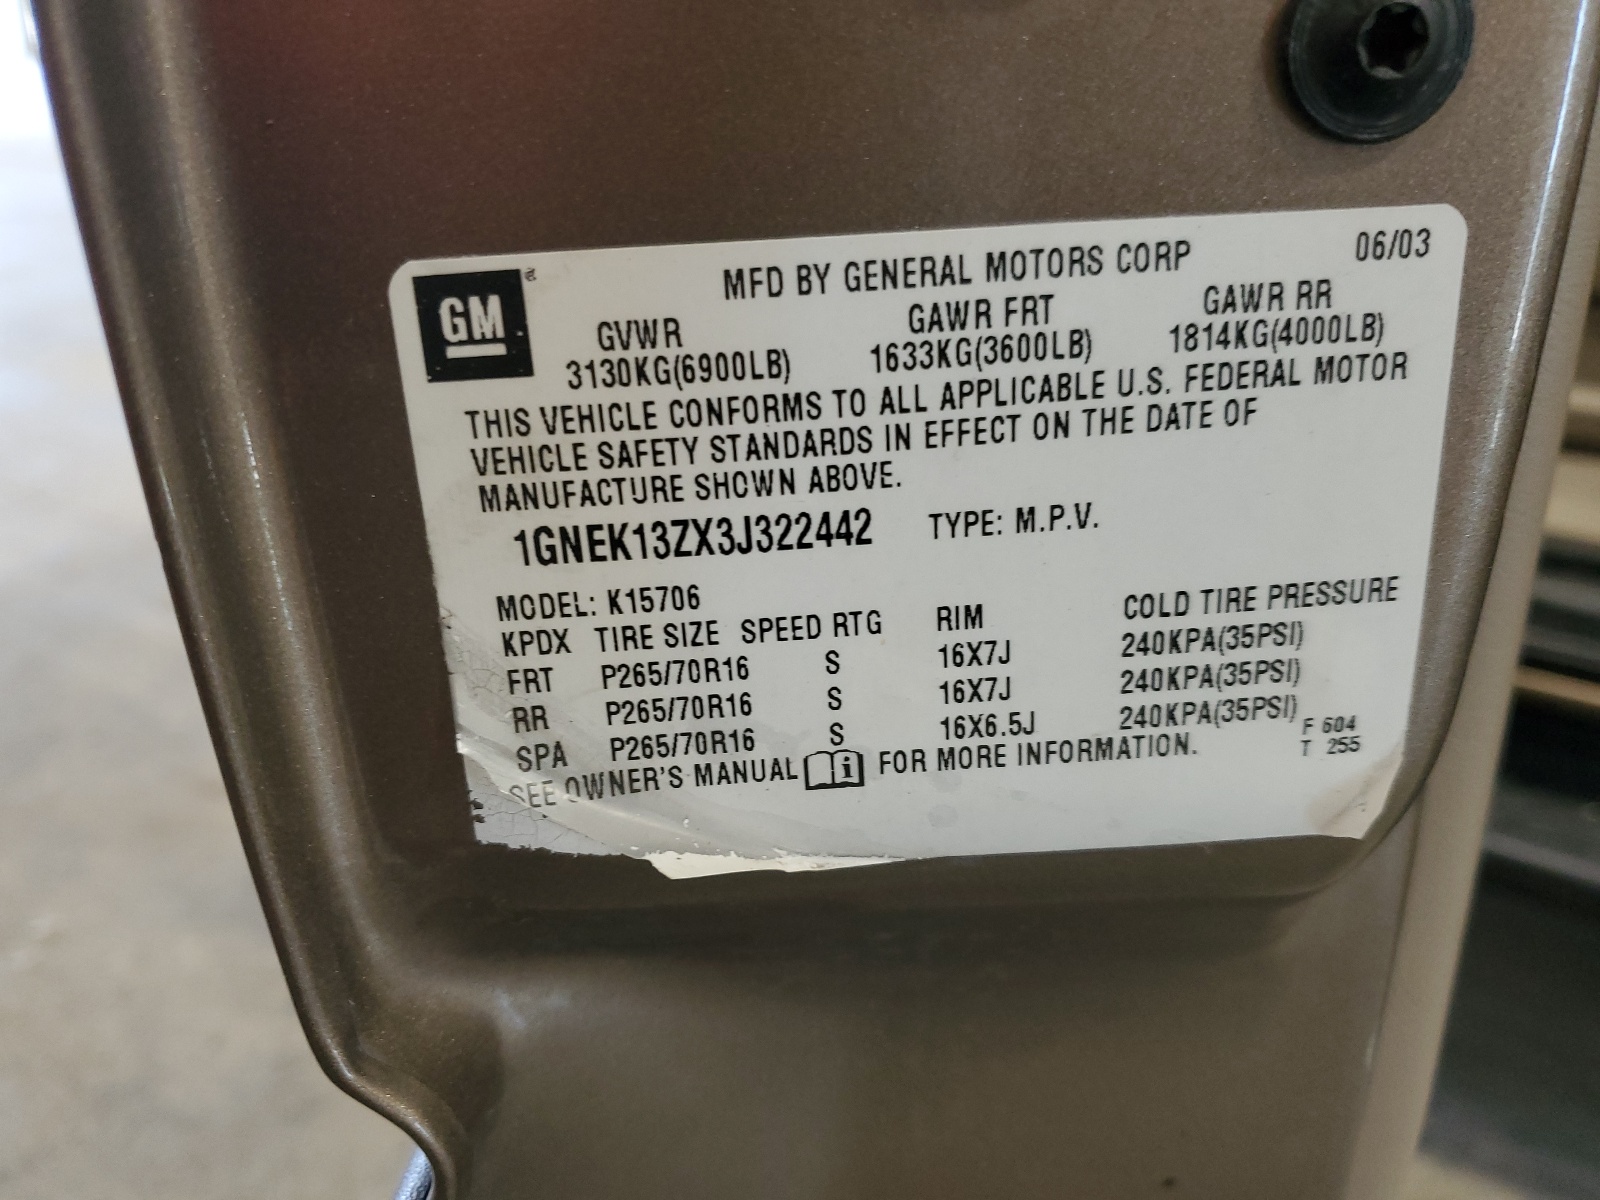 GM ®
MFD BY GENERAL MOTORS CORP 06/03
GVWR GAWR FRT GAWR RR
3130KG(6900LB) 1633KG(3600LB) 1814KG(4000LB)
THIS VEHICLE CONFORMS TO ALL APPLICABLE U.S. FEDERAL MOTOR
VEHICLE SAFETY STANDARDS IN EFFECT ON THE DATE OF
MANUFACTURE SHOWN ABOVE.
1GNEK13ZX3J322442 TYPE: M.P.V.
MODEL: K15706
KPDX TIRE SIZE SPEED RTG RIM COLD TIRE PRESSURE
FRT P265/70R16 S 16X7J 240KPA(35PSI)
RR P265/70R16 S 16X7J 240KPA(35PSI)
SPA P265/70R16 S 16X6.5J 240KPA(35PSI)
SEE OWNER'S MANUAL i FOR MORE INFORMATION.
F 604
T 255